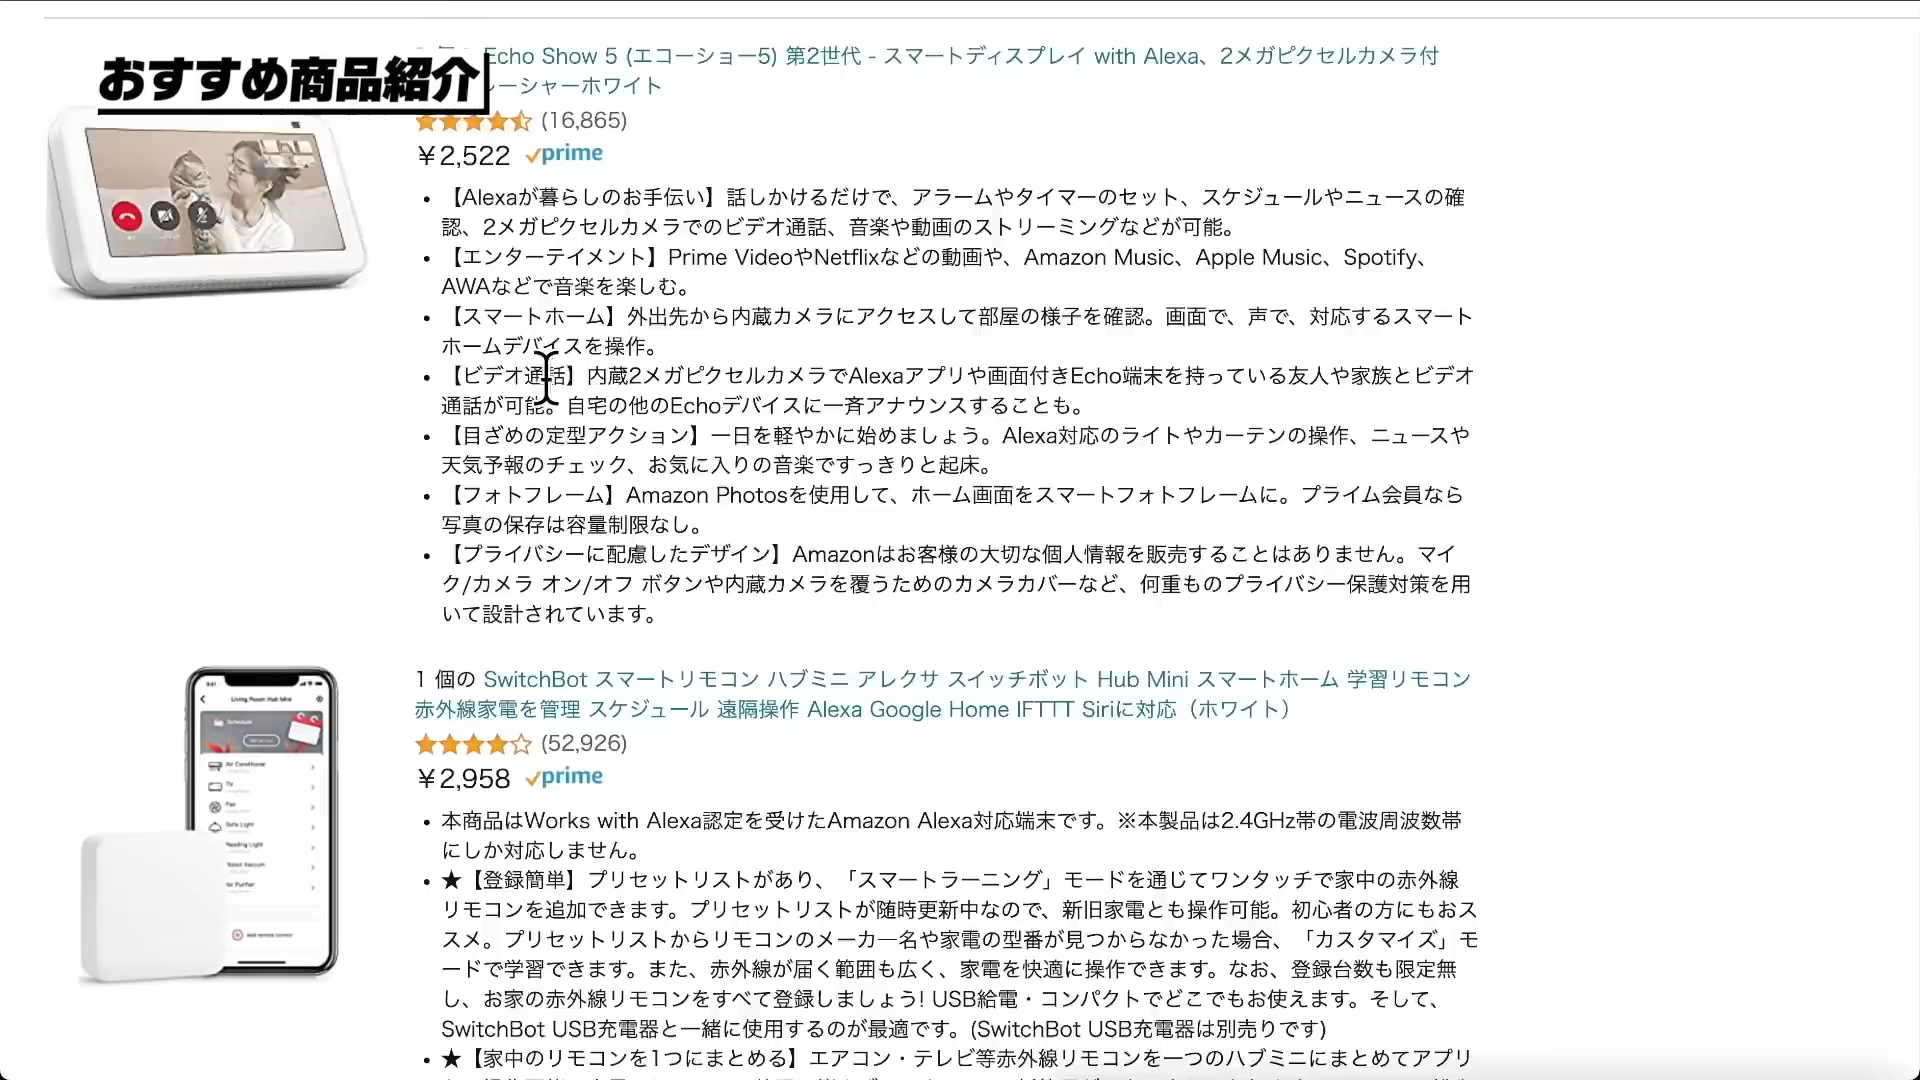 おすすめ商品紹介
Echo Show 5 (エコーショー5) 第2世代 - スマートディスプレイ with Alexa、2メガピクセルカメラ付
レーシャーホワイト
(16,865)
￥2,522 prime
• 【Alexaが暮らしのお手伝い】話しかけるだけで、アラームやタイマーのセット、スケジュールやニュースの確
認、2メガピクセルカメラでのビデオ通話、音楽や動画のストリーミングなどが可能。
• 【エンターテイメント】Prime VideoやNetflixなどの動画や、Amazon Music、Apple Music、Spotify、
AWAなどで音楽を楽しむ。
• 【スマートホーム】外出先から内蔵カメラにアクセスして部屋の様子を確認。画面で、声で、対応するスマート
ホームデバイスを操作。
• 【ビデオ通話】内蔵2メガピクセルカメラでAlexaアプリや画面付きEcho端末を持っている友人や家族とビデオ
通話が可能。自宅の他のEchoデバイスに一斉アナウンスすることも。
• 【目ざめの定型アクション】一日を軽やかに始めましょう。Alexa対応のライトやカーテンの操作、ニュースや
天気予報のチェック、お気に入りの音楽ですっきりと起床。
• 【フォトフレーム】Amazon Photosを使用して、ホーム画面をスマートフォトフレームに。プライム会員なら
写真の保存は容量制限なし。
• 【プライバシーに配慮したデザイン】Amazonはお客様の大切な個人情報を販売することはありません。マイ
ク/カメラ オン/オフ ボタンや内蔵カメラを覆うためのカメラカバーなど、何重ものプライバシー保護対策を用
いて設計されています。
1 個の SwitchBot スマートリモコン ハブミニ アレクサ スイッチボット Hub Mini スマートホーム 学習リモコン
赤外線家電を管理 スケジュール 遠隔操作 Alexa Google Home IFTTT Siriに対応（ホワイト）
(52,926)
￥2,958 prime
• 本商品はWorks with Alexa認定を受けたAmazon Alexa対応端末です。※本製品は2.4GHz帯の電波周波数帯
にしか対応しません。
• ★【登録簡単】プリセットリストがあり、「スマートラーニング」モードを通じてワンタッチで家中の赤外線
リモコンを追加できます。プリセットリストが随時更新中なので、新旧家電とも操作可能。初心者の方にもおス
スメ。プリセットリストからリモコンのメーカ―名や家電の型番が見つからなかった場合、「カスタマイズ」モ
ードで学習できます。また、赤外線が届く範囲も広く、家電を快適に操作できます。なお、登録台数も限定無
し、お家の赤外線リモコンをすべて登録しましょう! USB給電・コンパクトでどこでもお使えます。そして、
SwitchBot USB充電器と一緒に使用するのが最適です。(SwitchBot USB充電器は別売りです)
• ★【家中のリモコンを1つにまとめる】エアコン・テレビ等赤外線リモコンを一つのハブミニにまとめてアプリ
Living Room Hub Mini
Schedule
Air Conditioner
TV
Fan
Reading Light
Robot Vacuum
Air Purifier
Add remote control